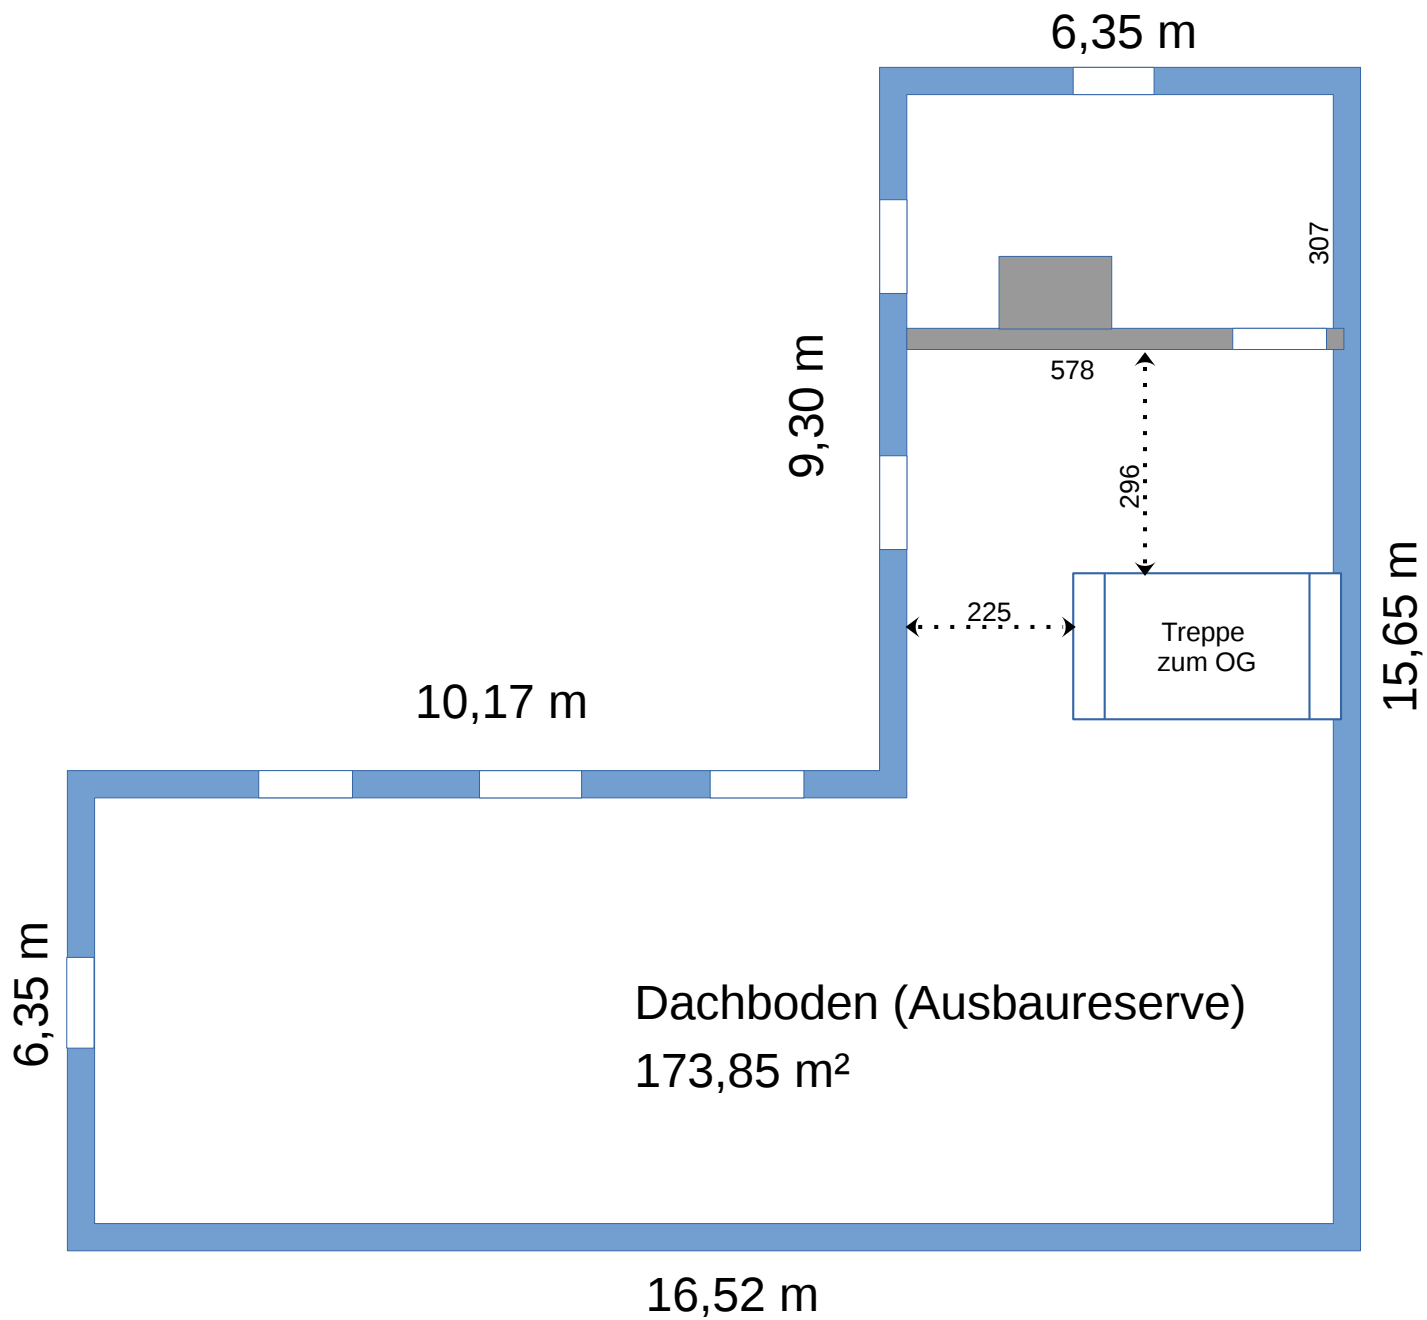 6,35 m
307
9,30 m
578
296
225
Treppe
zum OG
15,65 m
10,17 m
6,35 m
Dachboden (Ausbaureserve)
173,85 m²
16,52 m